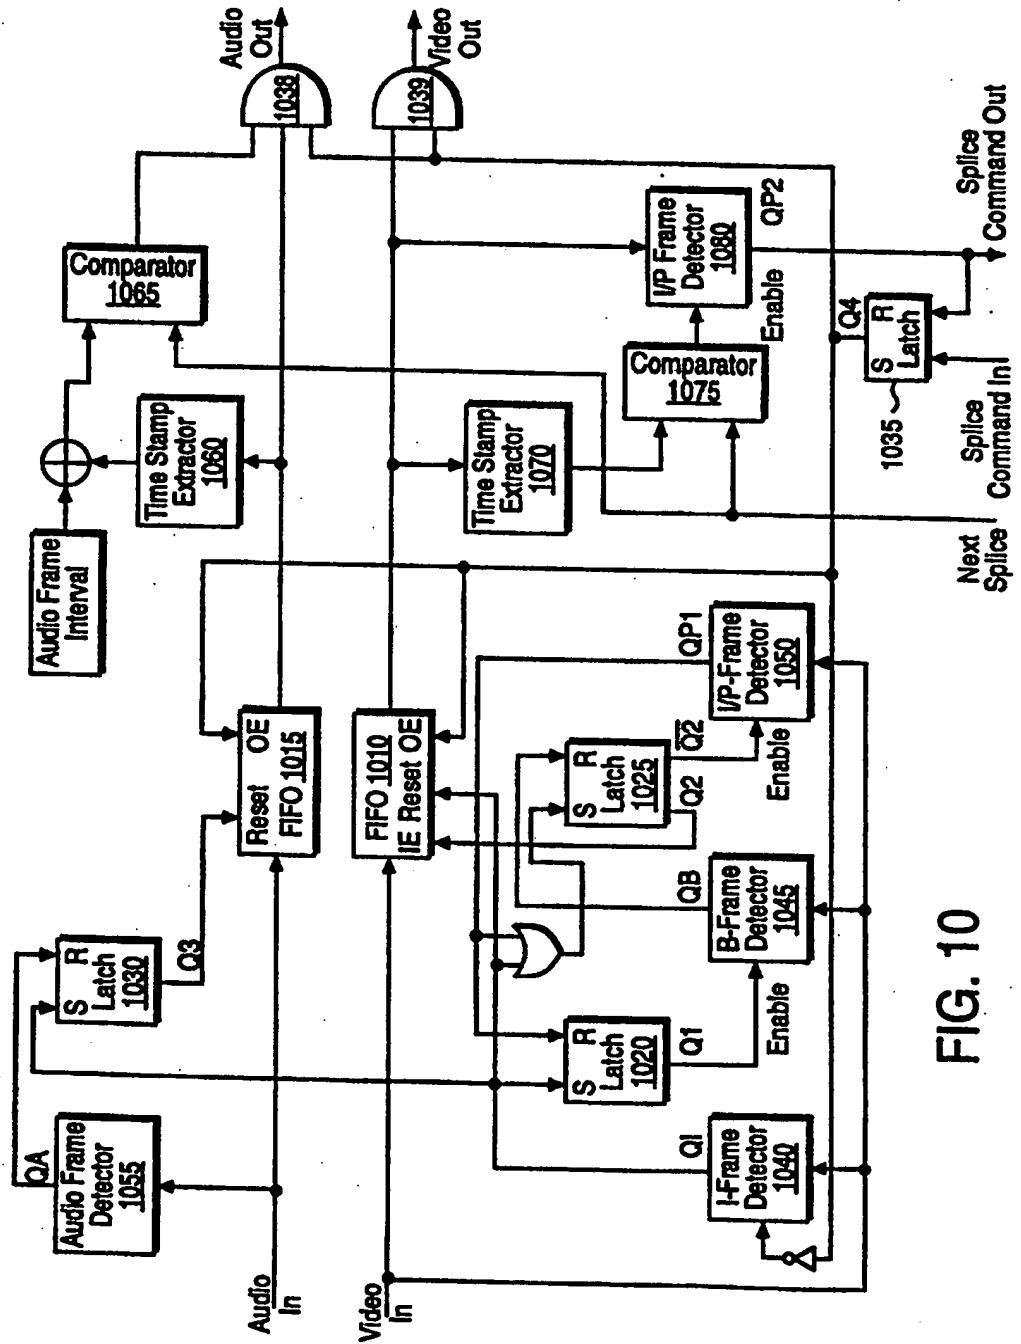 Audio
Out
Video
Out
1038
1039
Comparator
1065
Time Stamp
Extractor
1060
Audio Frame
Interval
Time Stamp
Extractor
1070
Comparator
1075
I/P Frame
Detector
1080
Enable
QP2
Q4
S R
Latch
1035
Splice
Command Out
Splice
Command In
Next
Splice
Reset OE
FIFO 1015
FIFO 1010
IE Reset OE
S R
Latch
1030
Q3
QA
Audio Frame
Detector
1055
Audio
In
Video
In
S R
Latch
1020
Q1
S R
Latch
1025
Q2
Q̅2
QI
I-Frame
Detector
1040
QB
B-Frame
Detector
1045
Enable
QP1
I/P-Frame
Detector
1050
Enable
FIG. 10